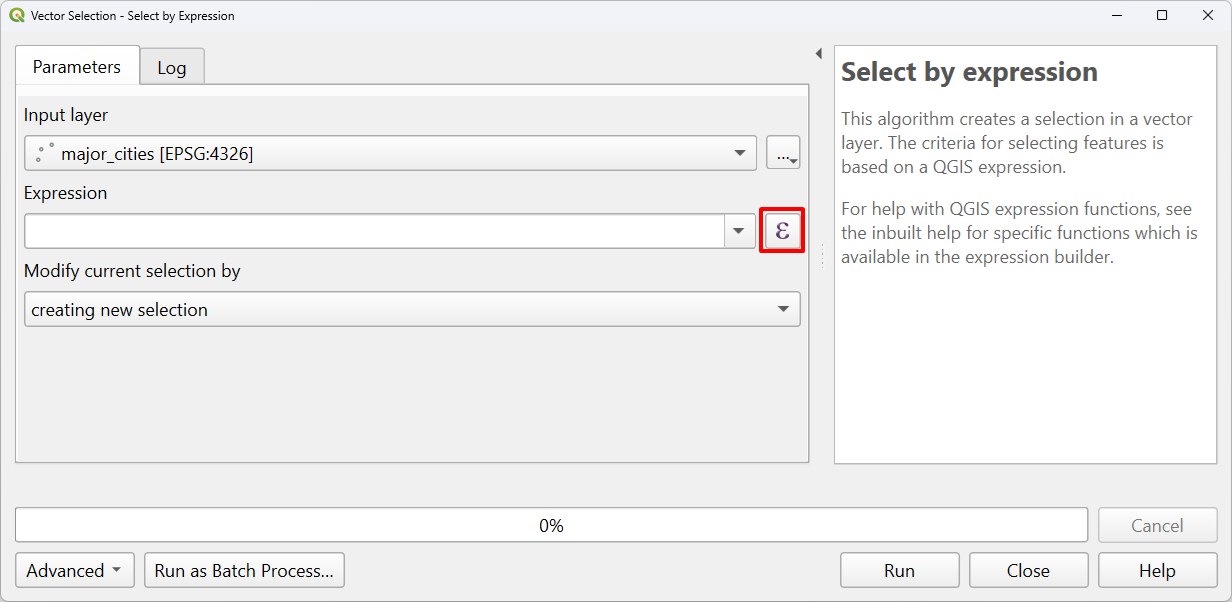 Vector Selection - Select by Expression
Parameters
Log
Input layer
major_cities [EPSG:4326]
...
Expression
ε
Modify current selection by
creating new selection
Select by expression
This algorithm creates a selection in a vector
layer. The criteria for selecting features is
based on a QGIS expression.
For help with QGIS expression functions, see
the inbuilt help for specific functions which is
available in the expression builder.
0%
Cancel
Advanced
Run as Batch Process...
Run
Close
Help